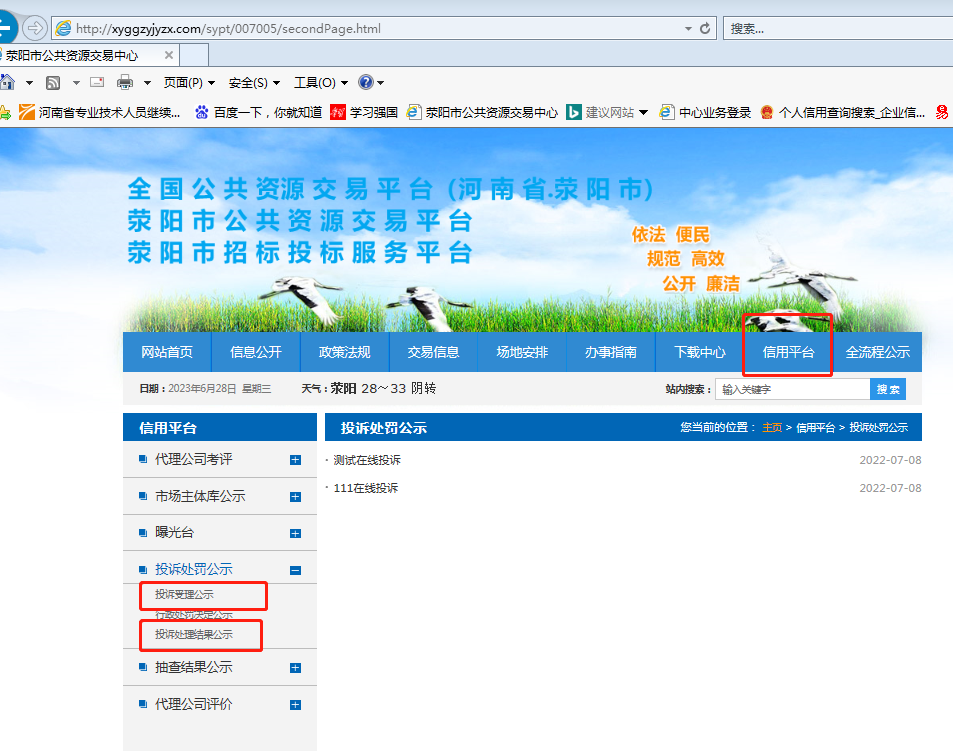 http://xyggzyjyzx.com/sypt/007005/secondPage.html 搜索...
荥阳市公共资源交易中心
页面(P) 安全(S) 工具(O)
河南省专业技术人员继续... 百度一下，你就知道 学习强国 荥阳市公共资源交易中心 建议网站 中心业务登录 个人信用查询搜索_企业信...
全国公共资源交易平台 (河南省.荥阳市)
荥阳市公共资源交易平台
荥阳市招标投标服务平台
依法 便民
规范 高效
公开 廉洁
网站首页 信息公开 政策法规 交易信息 场地安排 办事指南 下载中心 信用平台 全流程公示
日期：2023年6月28日 星期三 天气：荥阳 28～33 阴转 站内搜索： 输入关键字 搜索
信用平台
代理公司考评
市场主体库公示
曝光台
投诉处罚公示
投诉受理公示
行政处罚决定公示
投诉处理结果公示
抽查结果公示
代理公司评价
投诉处罚公示 您当前的位置： 主页 > 信用平台 > 投诉处罚公示
· 测试在线投诉 2022-07-08
· 111在线投诉 2022-07-08